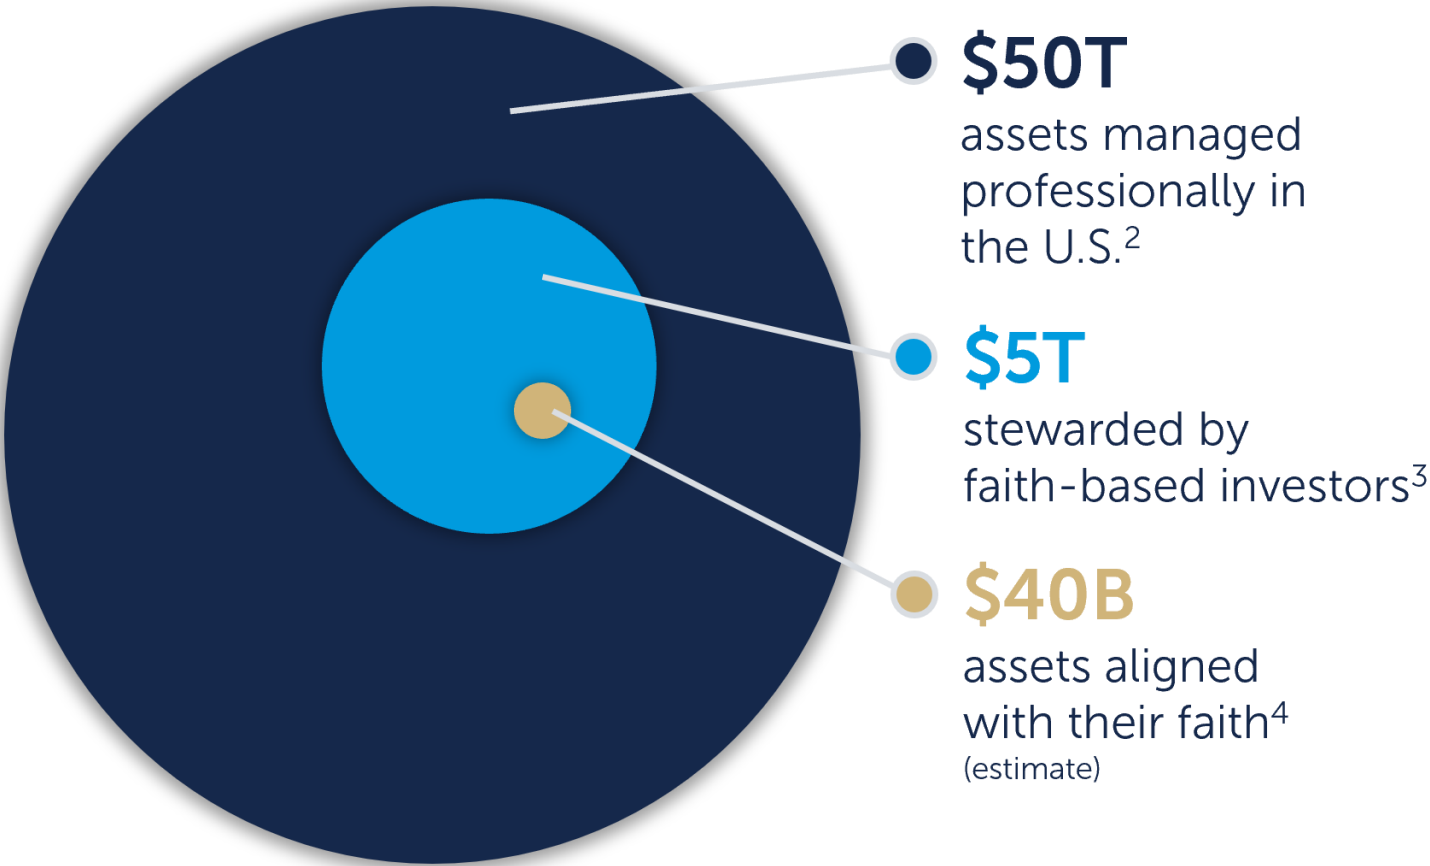 $50T
assets managed
professionally in
the U.S.²
$5T
stewarded by
faith-based investors³
$40B
assets aligned
with their faith⁴
(estimate)